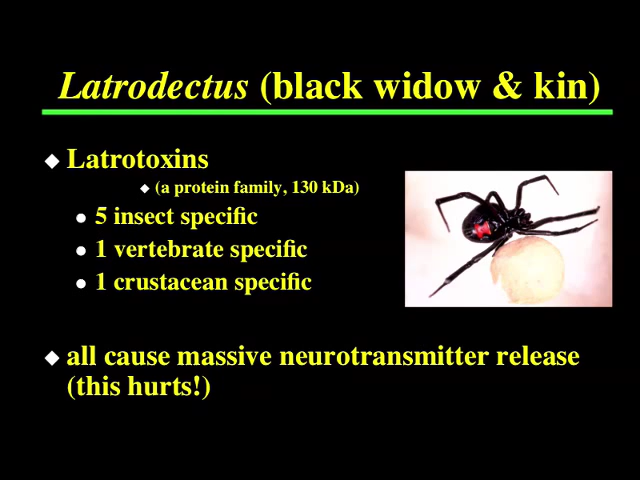 Latrodectus (black widow & kin)
Latrotoxins
(a protein family, 130 kDa)
5 insect specific
1 vertebrate specific
1 crustacean specific
all cause massive neurotransmitter release
(this hurts!)